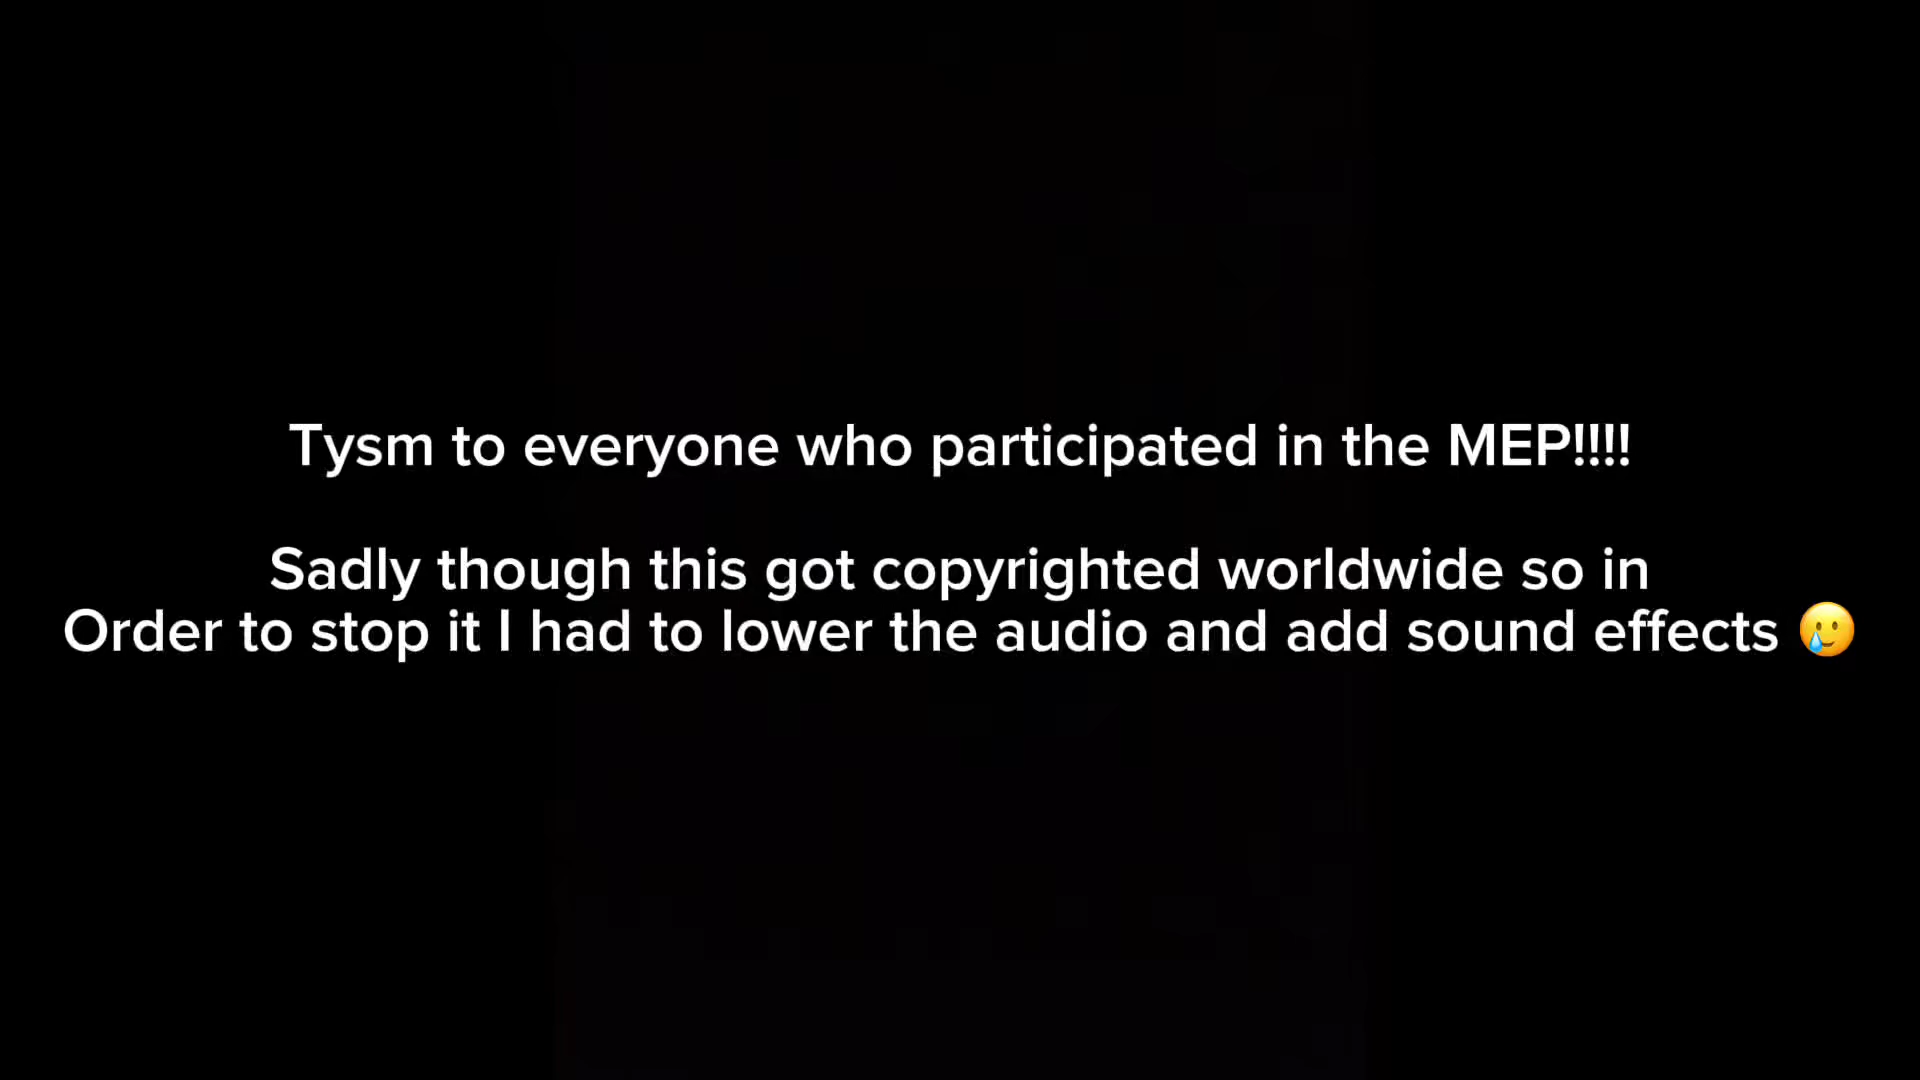 Tysm to everyone who participated in the MEP!!!!
Sadly though this got copyrighted worldwide so in
Order to stop it I had to lower the audio and add sound effects 🥲